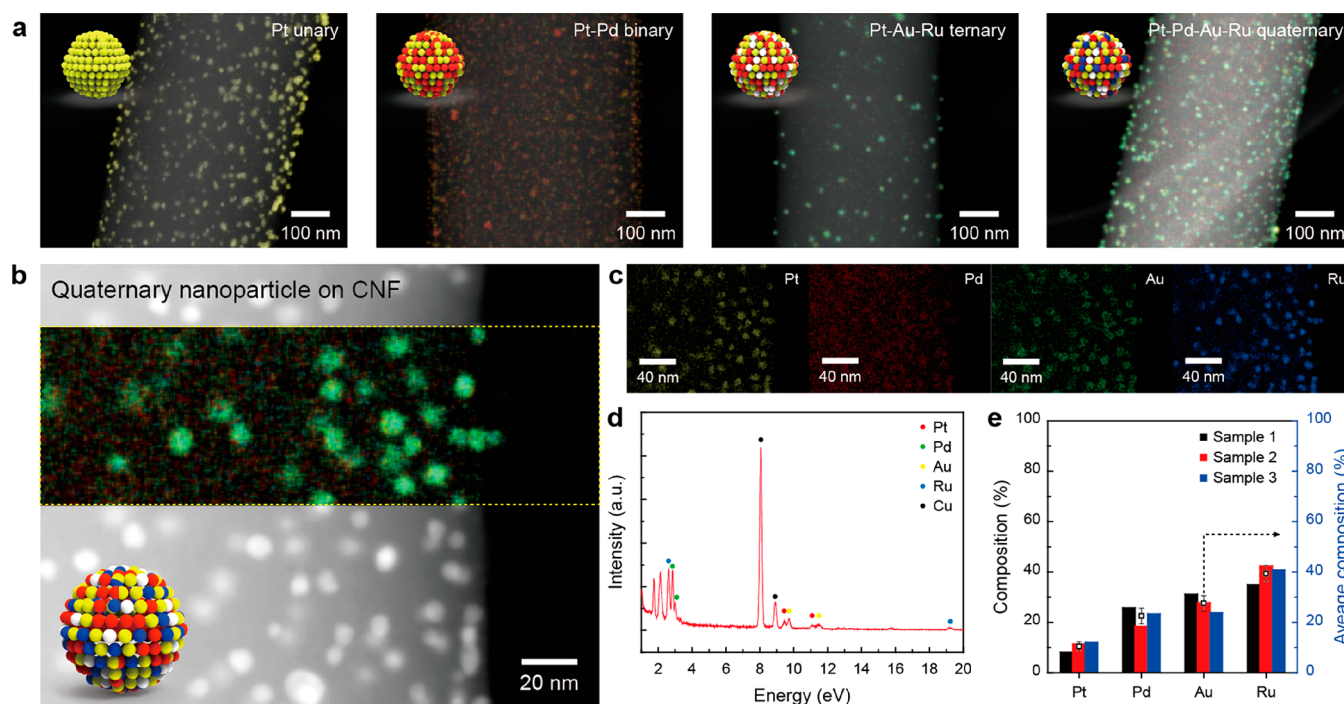 a
Pt unary
100 nm
Pt-Pd binary
100 nm
Pt-Au-Ru ternary
100 nm
Pt-Pd-Au-Ru quaternary
100 nm
b
Quaternary nanoparticle on CNF
20 nm
c
Pt
40 nm
Pd
40 nm
Au
40 nm
Ru
40 nm
d
Pt
Pd
Au
Ru
Cu
Intensity (a.u.)
2 4 6 8 10 12 14 16 18 20
Energy (eV)
e
Sample 1
Sample 2
Sample 3
Composition (%)
100
80
60
40
20
0
Pt Pd Au Ru
100
80
60
40
20
0
Average composition (%)